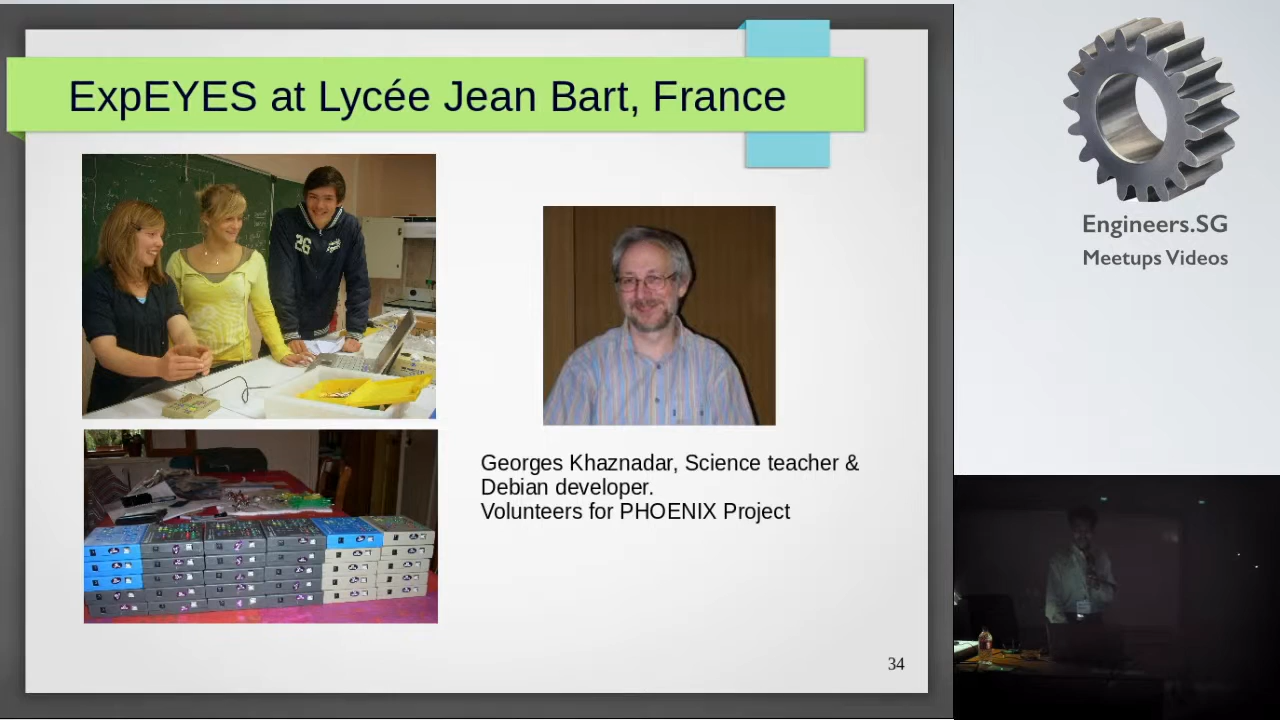 ExpEYES at Lycée Jean Bart, France
26
Georges Khaznadar, Science teacher &
Debian developer.
Volunteers for PHOENIX Project
34
Engineers.SG
Meetups Videos